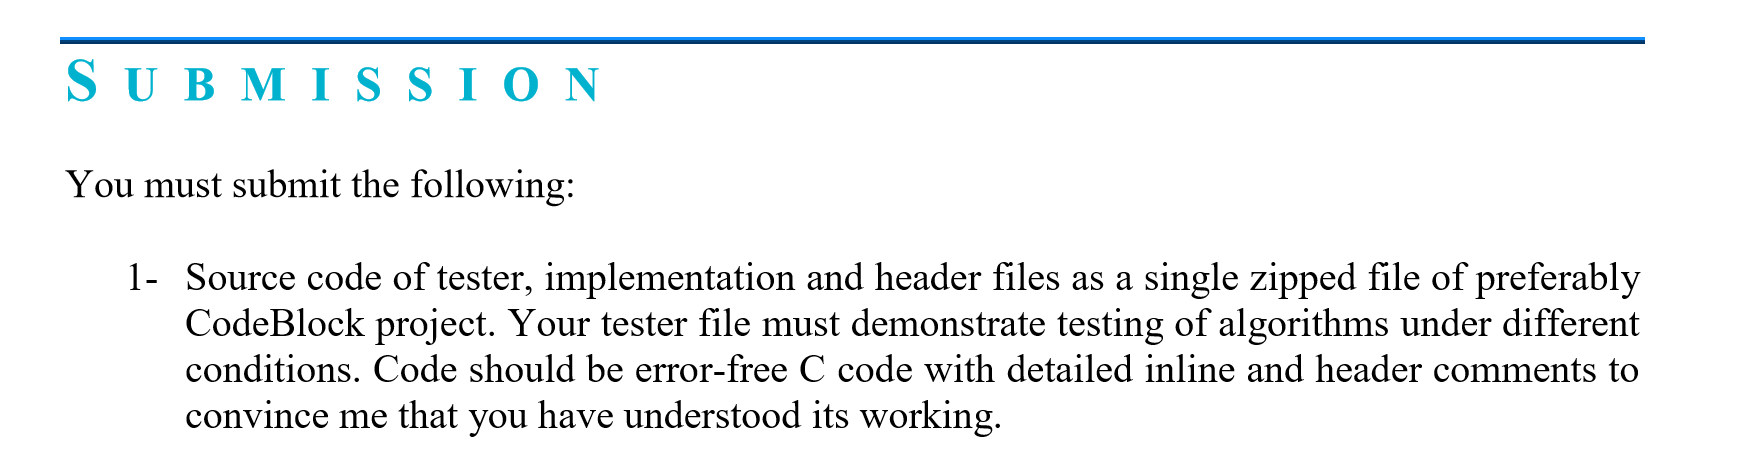 SUBMISSION
You must submit the following:
1- Source code of tester, implementation and header files as a single zipped file of preferably
CodeBlock project. Your tester file must demonstrate testing of algorithms under different
conditions. Code should be error-free C code with detailed inline and header comments to
convince me that you have understood its working.